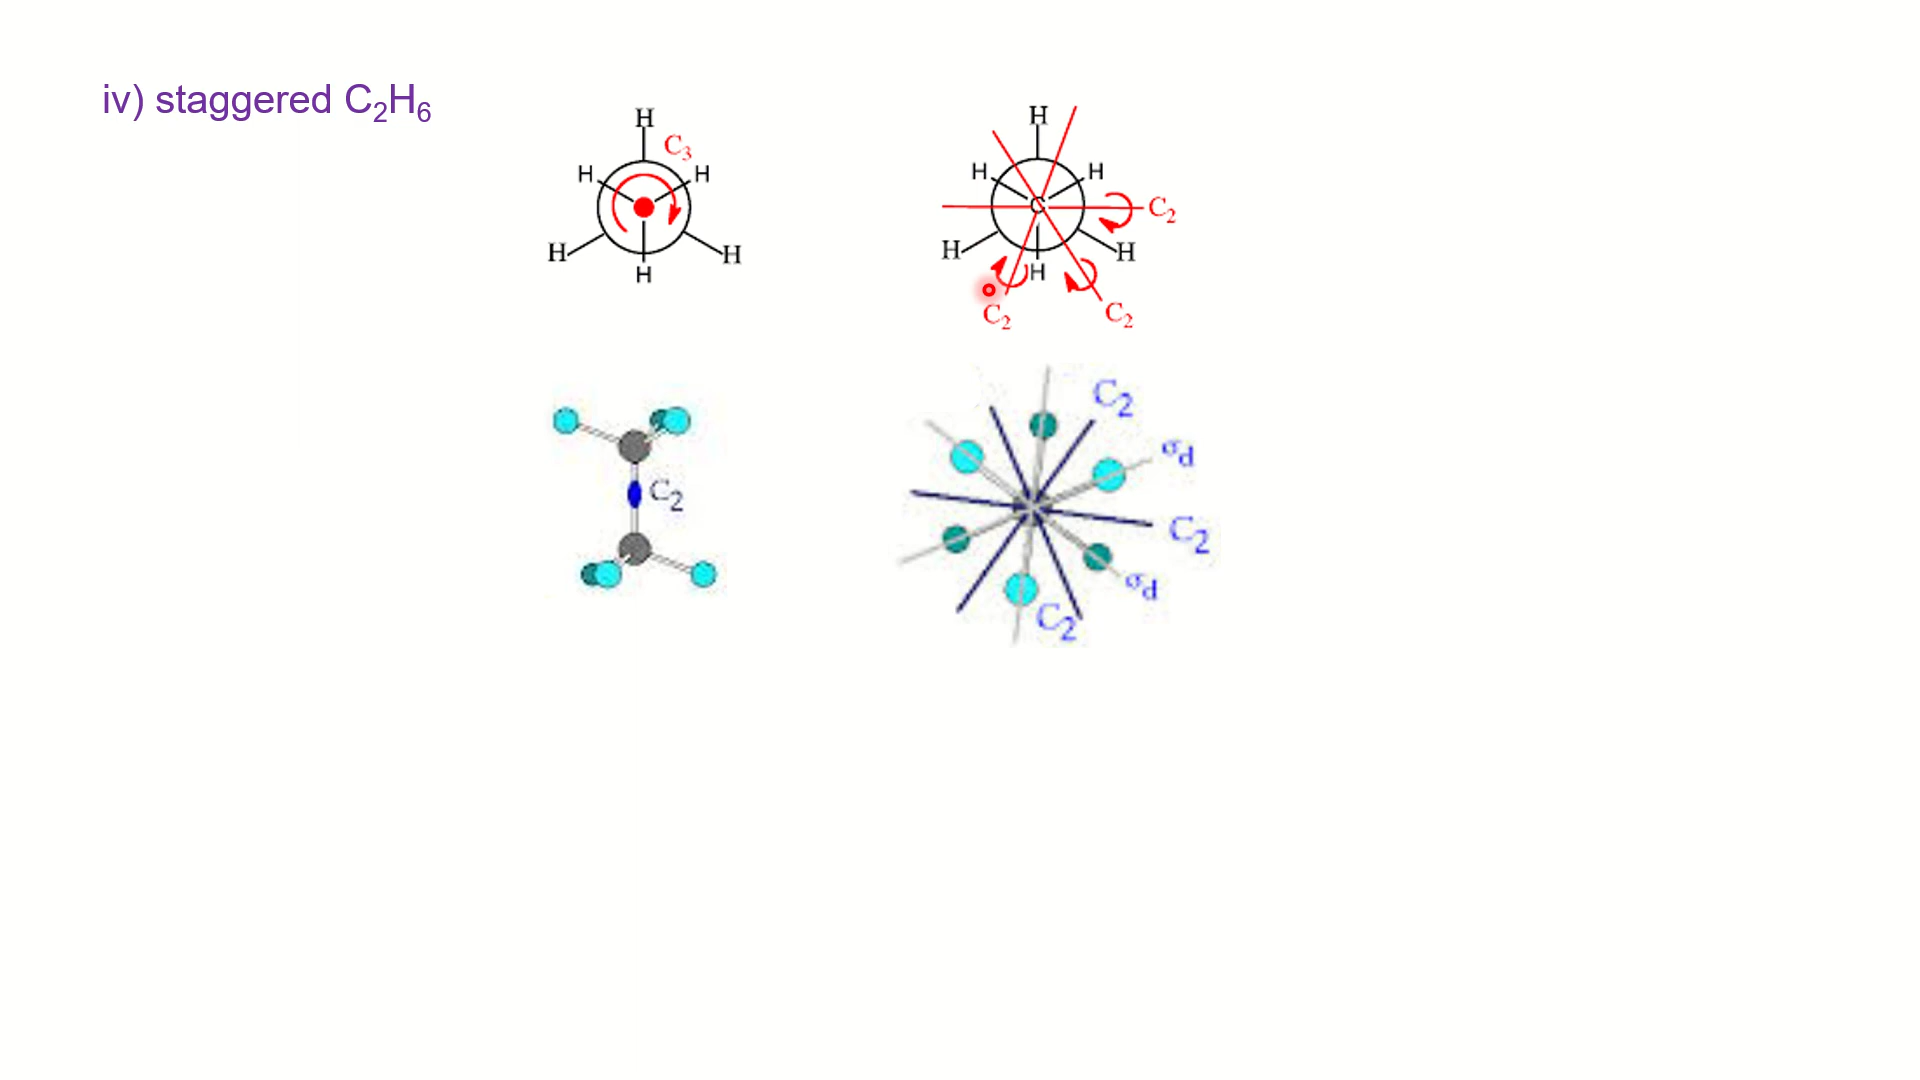 iv) staggered C₂H₆
H
C₃
H H
H H
H
H
H H
C
C₂
H H
H
C₂ C₂
C₂
C₂
σd
C₂
σd
C₂